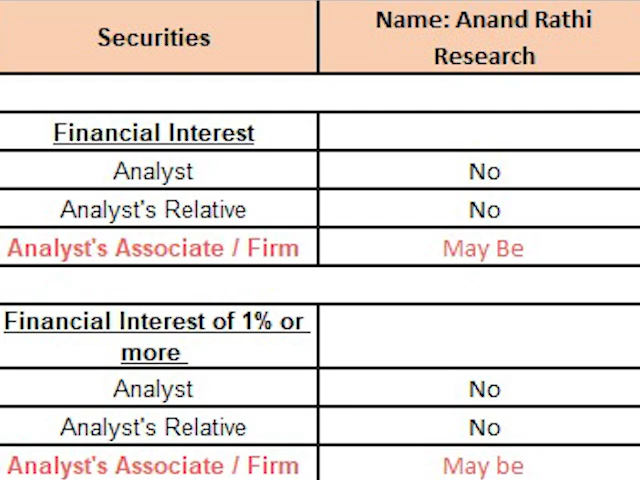 Securities
Name: Anand Rathi
Research
Financial Interest
Analyst No
Analyst's Relative No
Analyst's Associate / Firm May Be
Financial Interest of 1% or
more
Analyst No
Analyst's Relative No
Analyst's Associate / Firm May be